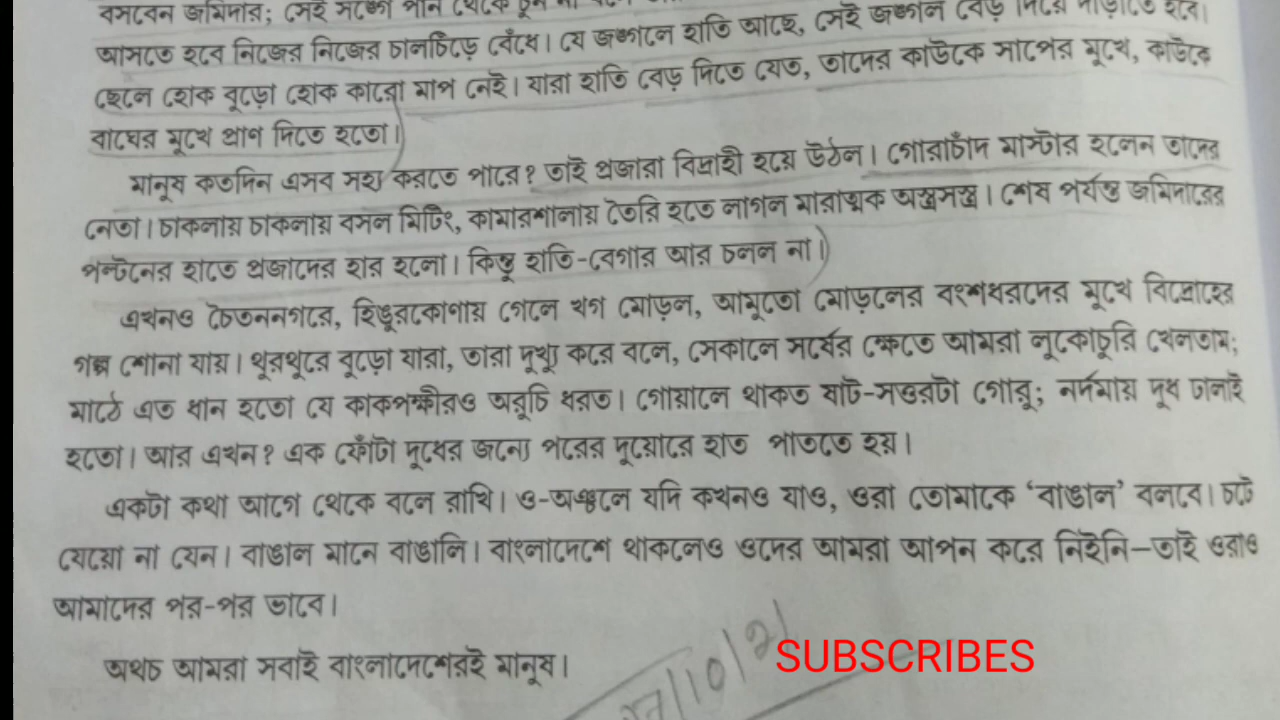 বসবেন জমিদার; সেই সঙ্গে পান থেকে চুন না
আসতে হবে নিজের নিজের চালচিঁড়ে বেঁধে। যে জঙ্গলে হাতি আছে, সেই জঙ্গল বেড় দিয়ে দাঁড়াতে হবে।
ছেলে হোক বুড়ো হোক কারো মাপ নেই। যারা হাতি বেড় দিতে যেত, তাদের কাউকে সাপের মুখে, কাউকে
বাঘের মুখে প্রাণ দিতে হতো।
মানুষ কতদিন এসব সহ্য করতে পারে? তাই প্রজারা বিদ্রোহী হয়ে উঠল। গোরাচাঁদ মাস্টার হলেন তাদের
নেতা। চাকলায় চাকলায় বসল মিটিং, কামারশালায় তৈরি হতে লাগল মারাত্মক অস্ত্রসস্ত্র। শেষ পর্যন্ত জমিদারের
পল্টনের হাতে প্রজাদের হার হলো। কিন্তু হাতি-বেগার আর চলল না।
এখনও চৈতননগরে, হিঙুরকোণায় গেলে খগ মোড়ল, আমুতো মোড়লের বংশধরদের মুখে বিদ্রোহের
গল্প শোনা যায়। থুরথুরে বুড়ো যারা, তারা দুখ্যু করে বলে, সেকালে সর্ষের ক্ষেতে আমরা লুকোচুরি খেলতাম;
মাঠে এত ধান হতো যে কাকপক্ষীরও অরুচি ধরত। গোয়ালে থাকত ষাট-সত্তরটা গোরু; নর্দমায় দুধ ঢালাই
হতো। আর এখন? এক ফোঁটা দুধের জন্যে পরের দুয়োরে হাত পাততে হয়।
একটা কথা আগে থেকে বলে রাখি। ও-অঞ্চলে যদি কখনও যাও, ওরা তোমাকে ‘বাঙাল’ বলবে। চটে
যেয়ো না যেন। বাঙাল মানে বাঙালি। বাংলাদেশে থাকলেও ওদের আমরা আপন করে নিইনি—তাই ওরাও
আমাদের পর-পর ভাবে।
অথচ আমরা সবাই বাংলাদেশেরই মানুষ।
/10/21
SUBSCRIBES